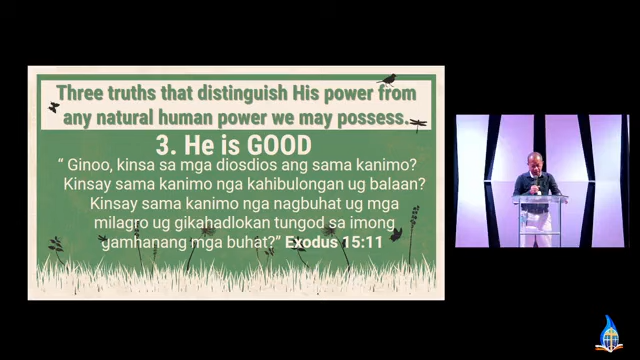 Three truths that distinguish His power from
any natural human power we may possess.
3. He is GOOD
“ Ginoo, kinsa sa mga diosdios ang sama kanimo?
Kinsay sama kanimo nga kahibulongan ug balaan?
Kinsay sama kanimo nga nagbuhat ug mga
milagro ug gikahadlokan tungod sa imong
gamhanang mga buhat?” Exodus 15:11